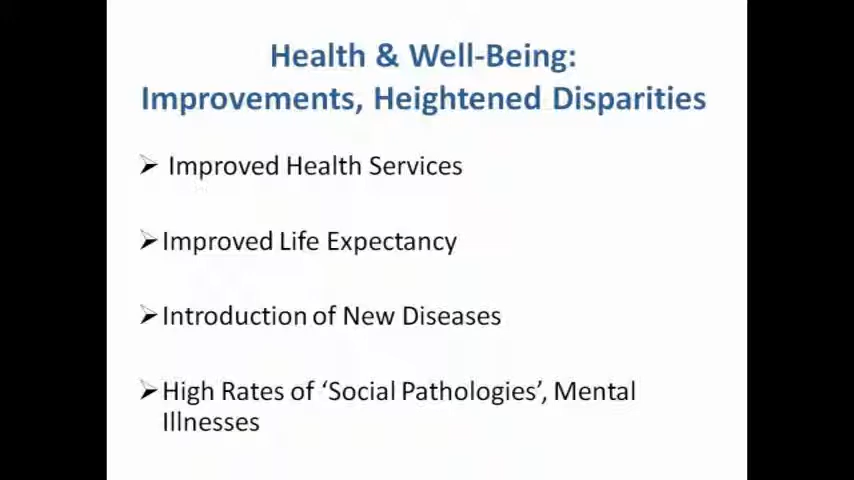 Health & Well-Being:
Improvements, Heightened Disparities
➢ Improved Health Services
➢Improved Life Expectancy
➢Introduction of New Diseases
➢High Rates of ‘Social Pathologies’, Mental
Illnesses